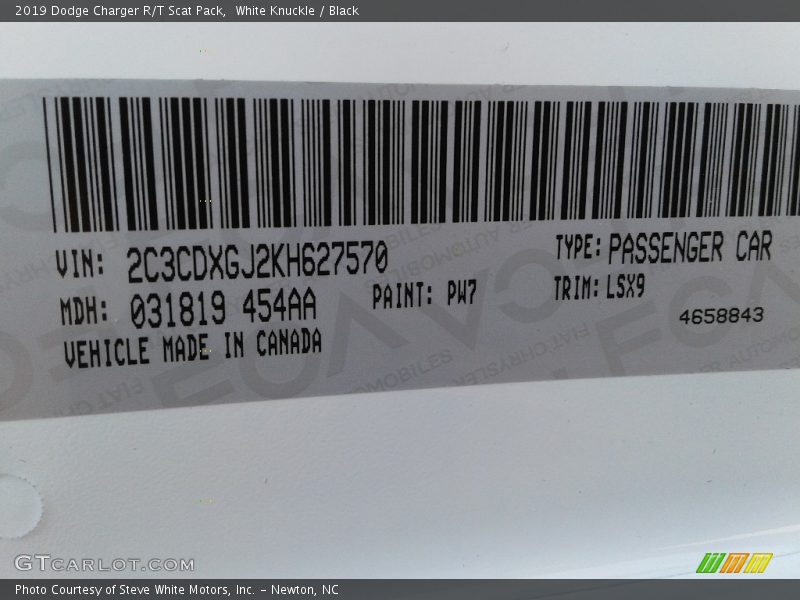 2019 Dodge Charger R/T Scat Pack, White Knuckle / Black
VIN: 2C3CDXGJ2KH627570
TYPE: PASSENGER CAR
MDH: 031819 454AA
PAINT: PW7
TRIM: LSX9
4658843
VEHICLE MADE IN CANADA
GTCARLOT.COM
Photo Courtesy of Steve White Motors, Inc. - Newton, NC